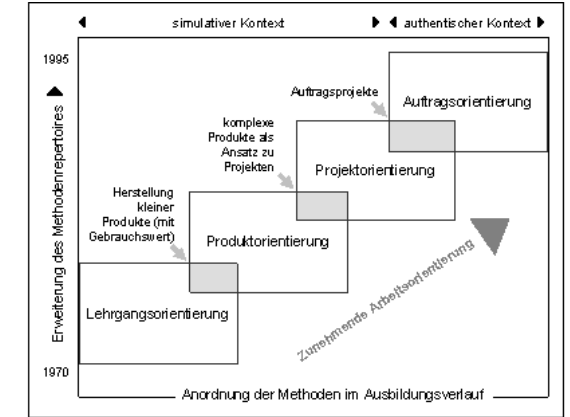 simulativer Kontext
authentischer Kontext
1995
Erweiterung des Methodenrepertoires
1970
Auftragsprojekte
Auftragsorientierung
komplexe
Produkte als
Ansatz zu
Projekten
Projektorientierung
Herstellung
kleiner
Produkte (mit
Gebrauchswert)
Produktorientierung
Lehrgangsorientierung
Zunehmende Arbeitsorientierung
Anordnung der Methoden im Ausbildungsverlauf